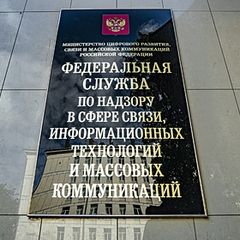 МИНИСТЕРСТВО ЦИФРОВОГО РАЗВИТИЯ,
СВЯЗИ И МАССОВЫХ КОММУНИКАЦИЙ
РОССИЙСКОЙ ФЕДЕРАЦИИ
ФЕДЕРАЛЬНАЯ
СЛУЖБА
ПО НАДЗОРУ
В СФЕРЕ СВЯЗИ,
ИНФОРМАЦИОННЫХ
ТЕХНОЛОГИЙ
И МАССОВЫХ
КОММУНИКАЦИЙ